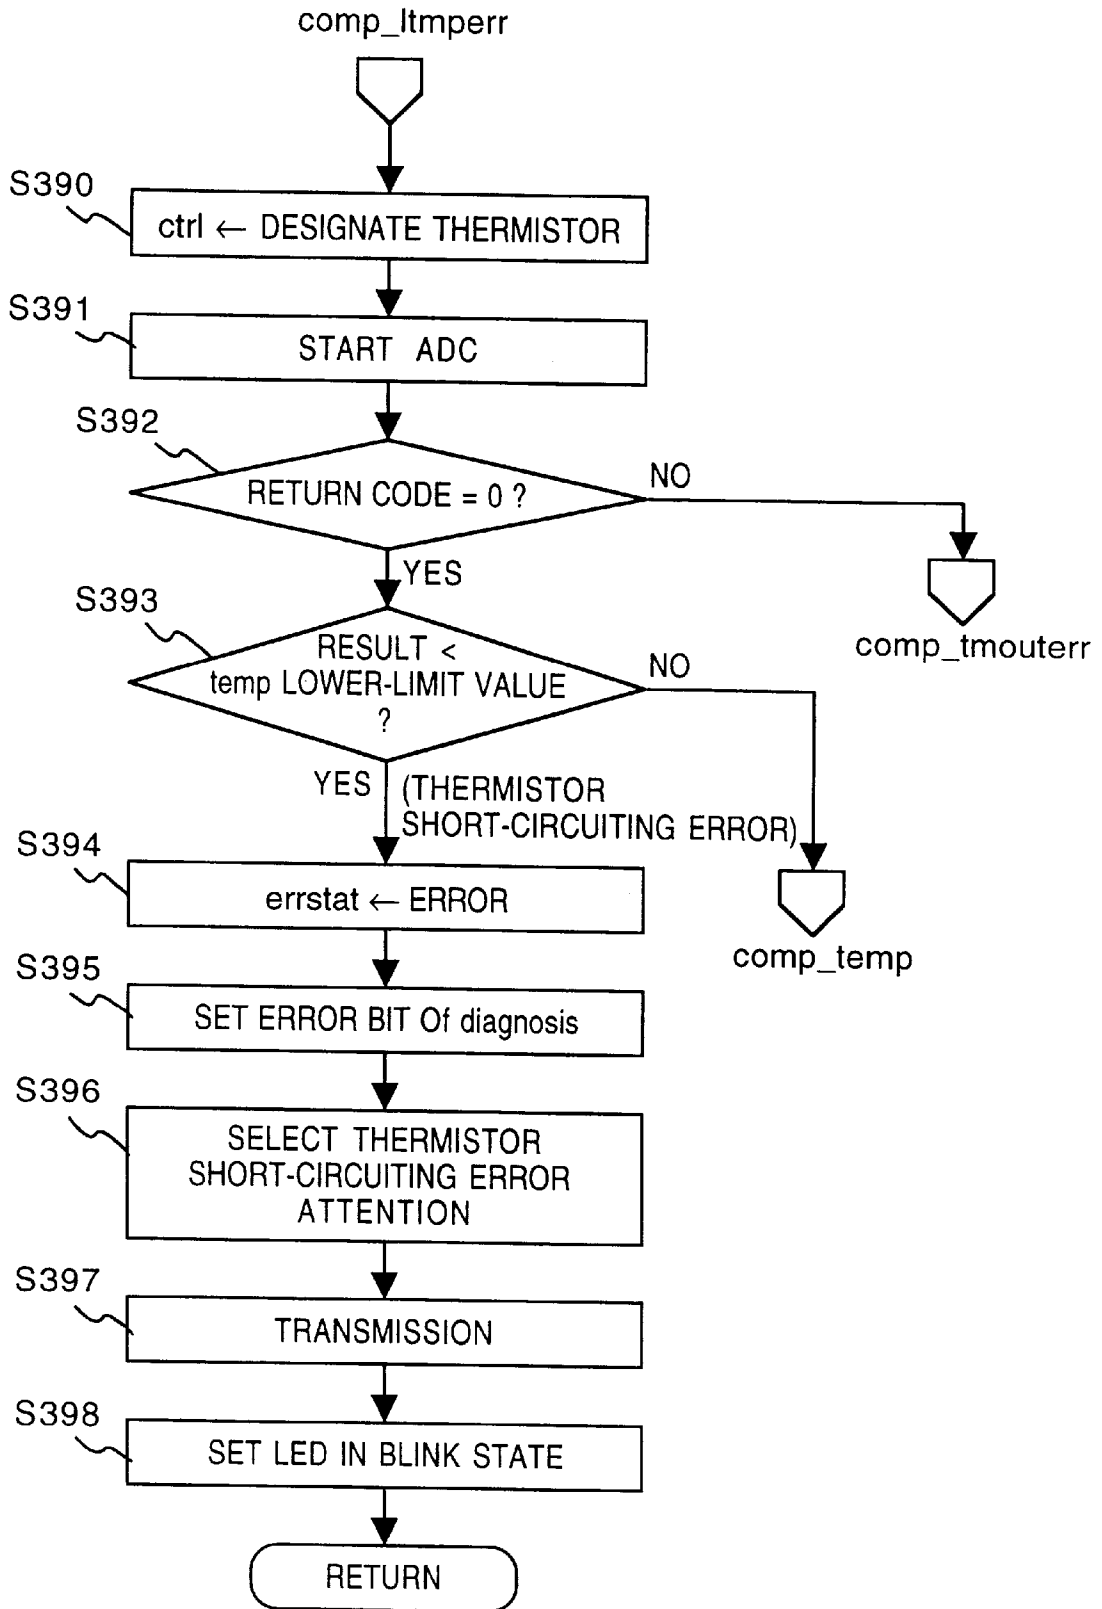 comp_ltmperr
S390
ctrl ← DESIGNATE THERMISTOR
S391
START ADC
S392
RETURN CODE = 0 ?
NO
YES
comp_tmouterr
S393
RESULT <
temp LOWER-LIMIT VALUE
?
NO
YES
(THERMISTOR
SHORT-CIRCUITING ERROR)
comp_temp
S394
errstat ← ERROR
S395
SET ERROR BIT Of diagnosis
S396
SELECT THERMISTOR
SHORT-CIRCUITING ERROR
ATTENTION
S397
TRANSMISSION
S398
SET LED IN BLINK STATE
RETURN